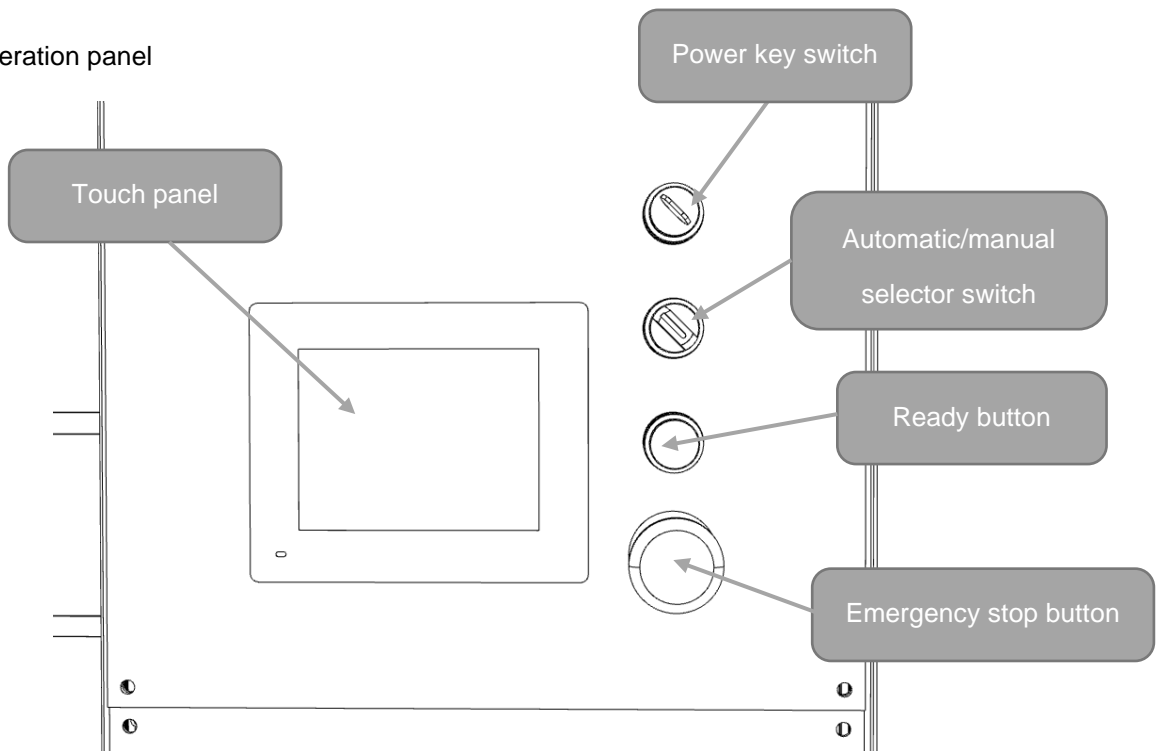 eration panel
Power key switch
Touch panel
Automatic/manual
selector switch
Ready button
Emergency stop button